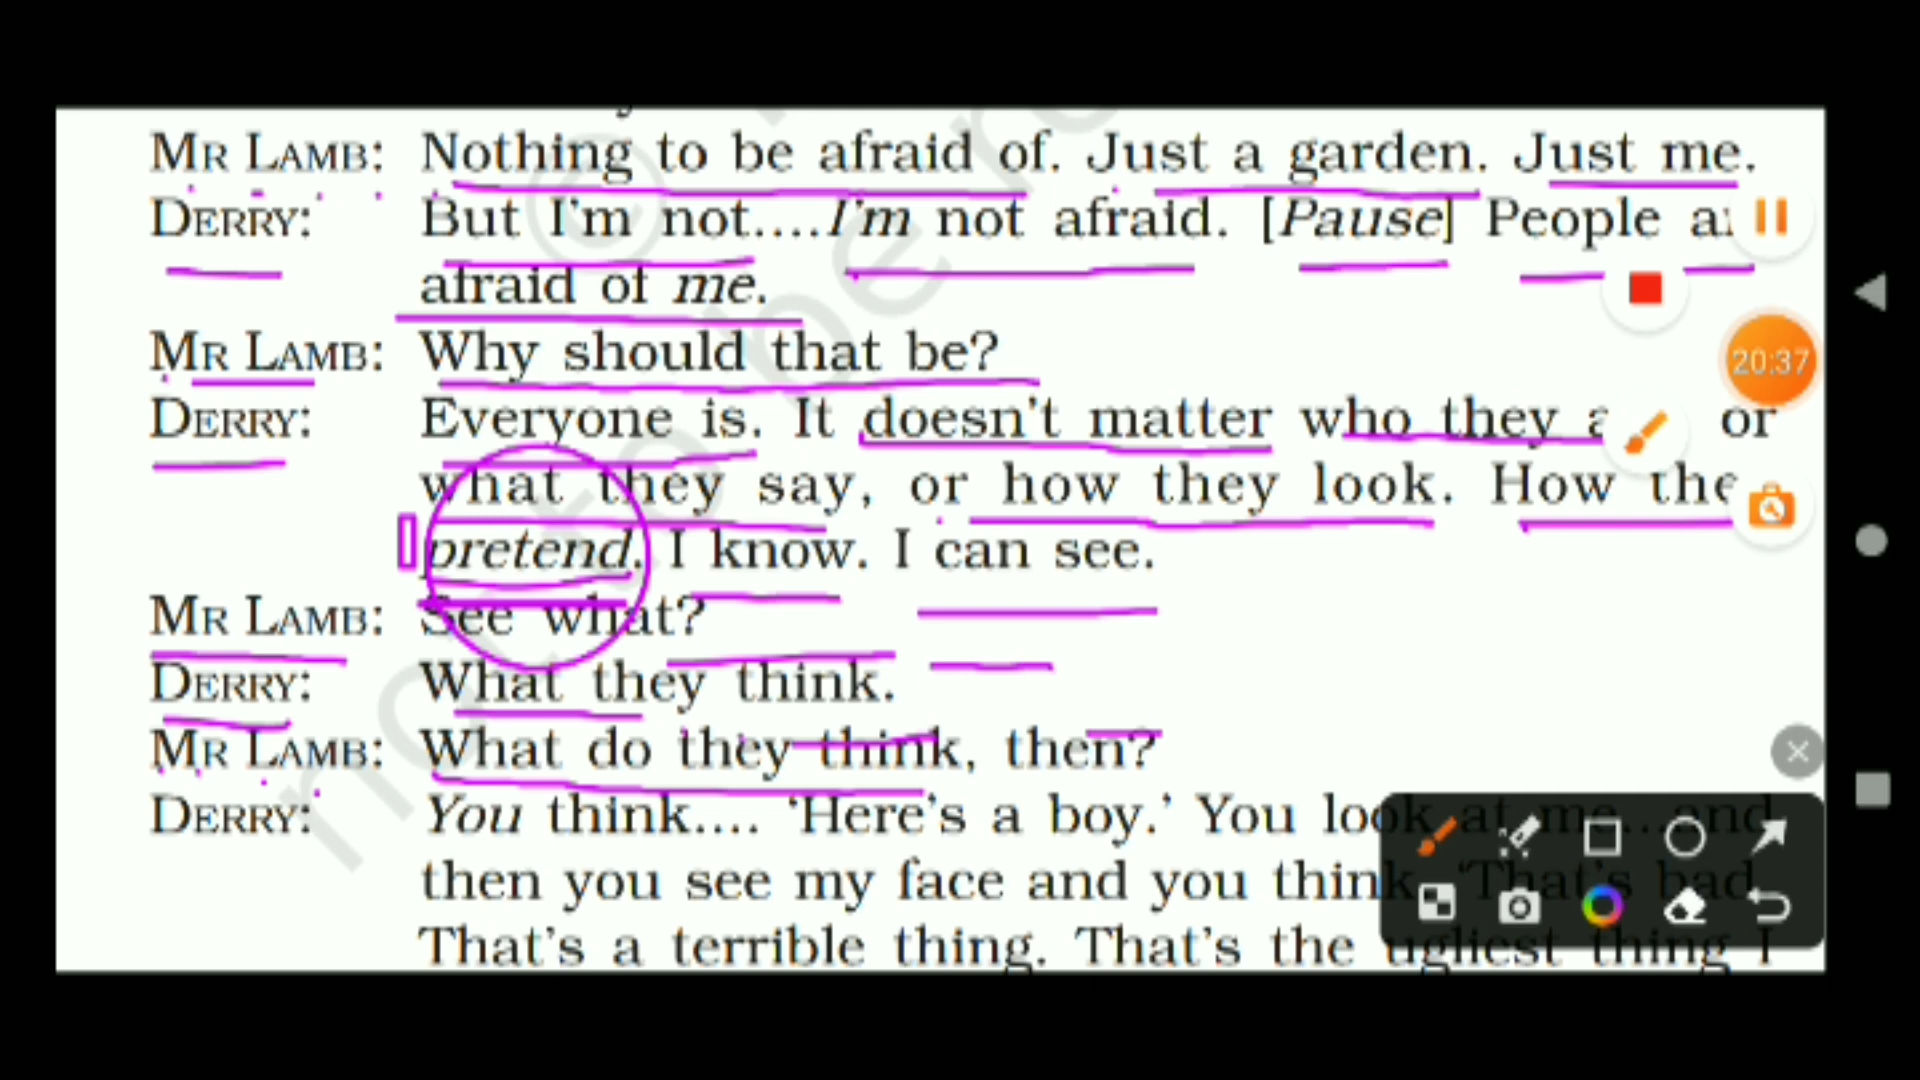 MR LAMB: Nothing to be afraid of. Just a garden. Just me.
DERRY: But I'm not....I'm not afraid. [Pause] People
afraid of me.
MR LAMB: Why should that be?
20:37
DERRY: Everyone is. It doesn't matter who they or
what they say, or how they look. How
pretend. I know. I can see.
MR LAMB: See what?
DERRY: What they think.
MR LAMB: What do they think, then?
DERRY: You think.... 'Here's a boy.' You look at me...and
then you see my face and you think 'That's bad
That's a terrible thing. That's the ugliest thing I